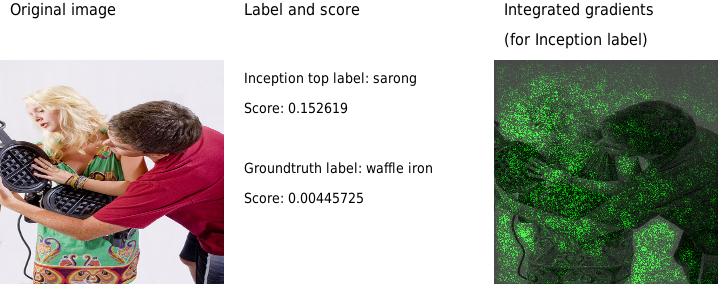 Original image
Label and score
Integrated gradients
(for Inception label)
Inception top label: sarong
Score: 0.152619
Groundtruth label: waffle iron
Score: 0.00445725